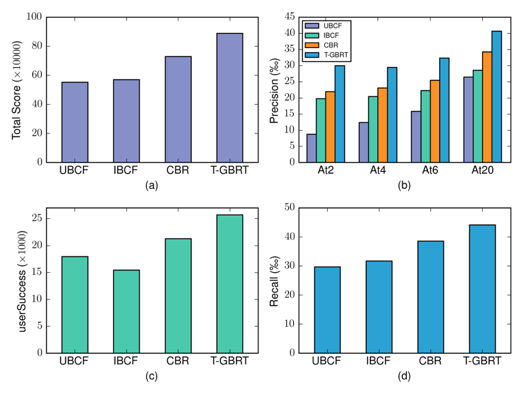 Total Score (×10000)
100
80
60
40
20
0
UBCF IBCF CBR T-GBRT
(a)
Precision (‰)
45
40
35
30
25
20
15
10
5
0
UBCF
IBCF
CBR
T-GBRT
At2 At4 At6 At20
(b)
userSuccess (×1000)
25
20
15
10
5
0
UBCF IBCF CBR T-GBRT
(c)
Recall (‰)
50
40
30
20
10
0
UBCF IBCF CBR T-GBRT
(d)